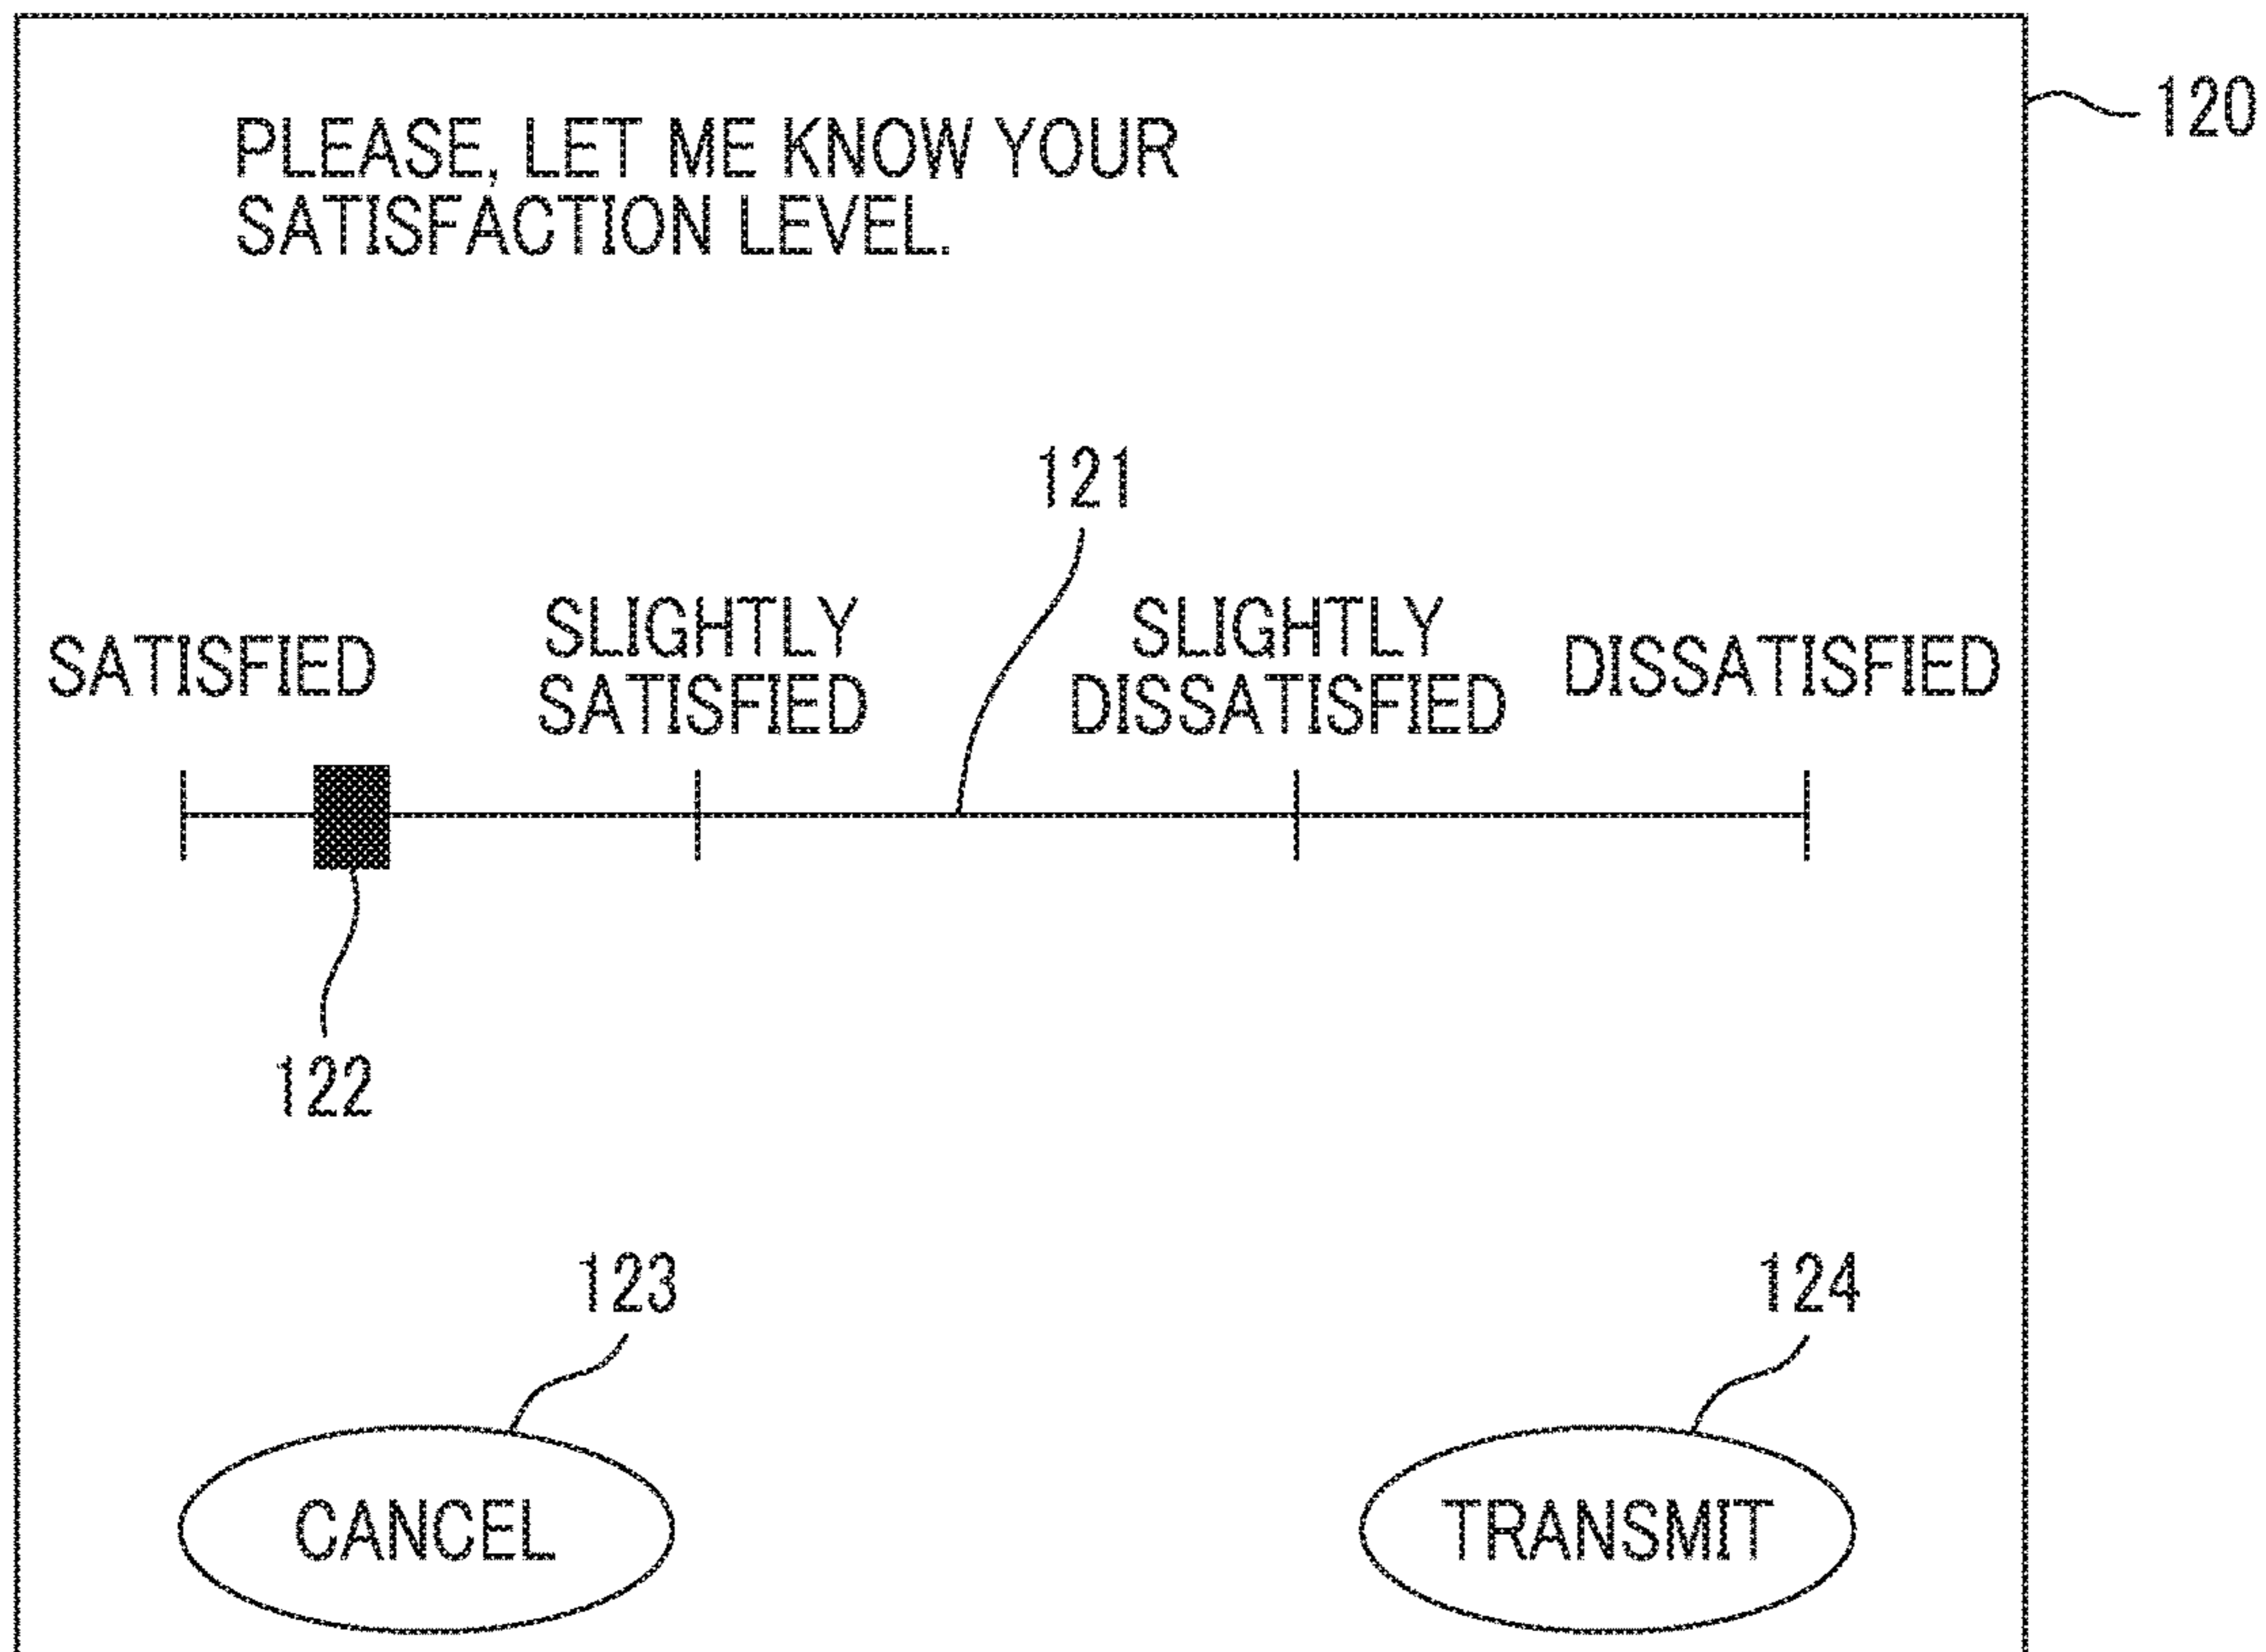 120
PLEASE, LET ME KNOW YOUR
SATISFACTION LEVEL.
121
SATISFIED
SLIGHTLY
SATISFIED
SLIGHTLY
DISSATISFIED
DISSATISFIED
122
123
124
CANCEL
TRANSMIT